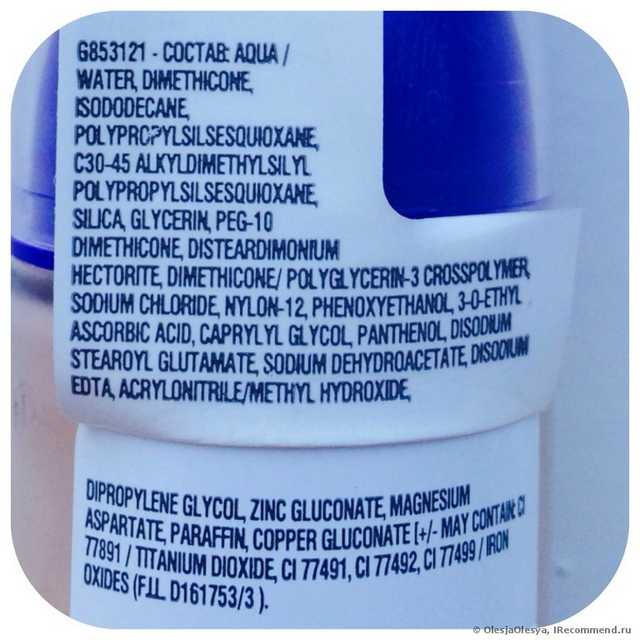 G853121 - СОСТАВ: AQUA /
WATER, DIMETHICONE,
ISODODECANE,
POLYPROPYLSILSESQUIOXANE,
C30-45 ALKYLDIMETHYLSILYL
POLYPROPYLSILSESQUIOXANE,
SILICA, GLYCERIN, PEG-10
DIMETHICONE, DISTEARDIMONIUM
HECTORITE, DIMETHICONE/ POLYGLYCERIN-3 CROSSPOLYMER,
SODIUM CHLORIDE, NYLON-12, PHENOXYETHANOL, 3-O-ETHYL
ASCORBIC ACID, CAPRYLYL GLYCOL, PANTHENOL, DISODIUM
STEAROYL GLUTAMATE, SODIUM DEHYDROACETATE, DISODIUM
EDTA, ACRYLONITRILE/METHYL HYDROXIDE,
DIPROPYLENE GLYCOL, ZINC GLUCONATE, MAGNESIUM
ASPARTATE, PARAFFIN, COPPER GLUCONATE [+/- MAY CONTAIN: CI
77891 / TITANIUM DIOXIDE, CI 77491, CI 77492, CI 77499 / IRON
OXIDES (F.I.L. D161753/3 ).
© OlesjaOlesya, IRecommend.ru